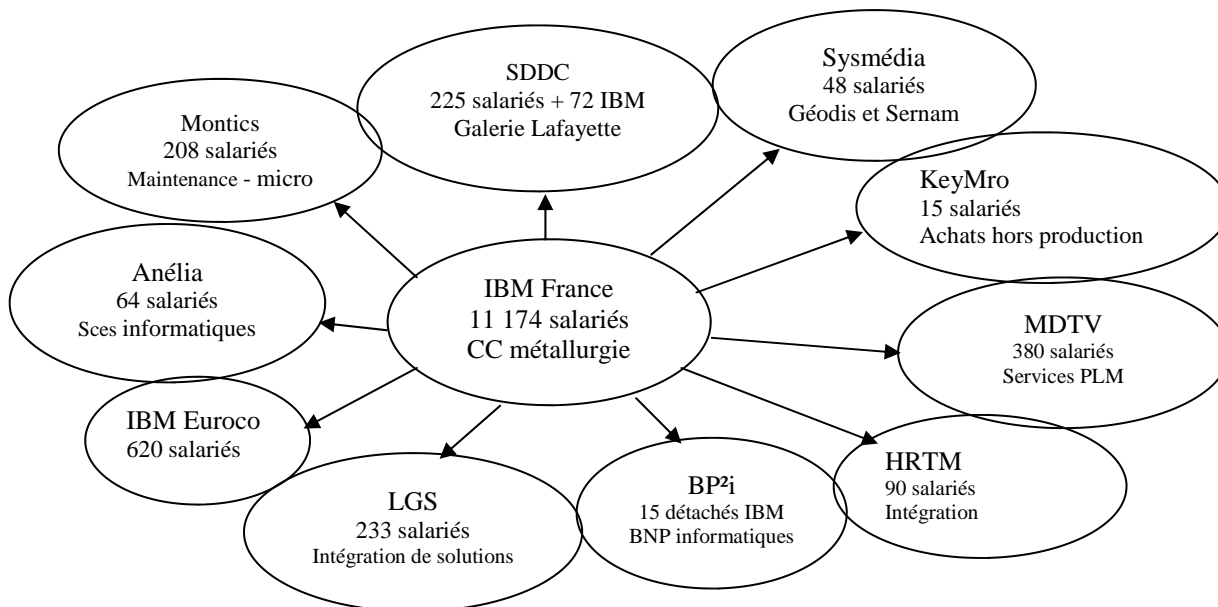 SDDC
225 salariés + 72 IBM
Galerie Lafayette
Sysmédia
48 salariés
Géodis et Sernam
Montics
208 salariés
Maintenance - micro
KeyMro
15 salariés
Achats hors production
Anélia
64 salariés
Sces informatiques
IBM France
11 174 salariés
CC métallurgie
MDTV
380 salariés
Services PLM
IBM Euroco
620 salariés
HRTM
90 salariés
Intégration
LGS
233 salariés
Intégration de solutions
BP²i
15 détachés IBM
BNP informatiques